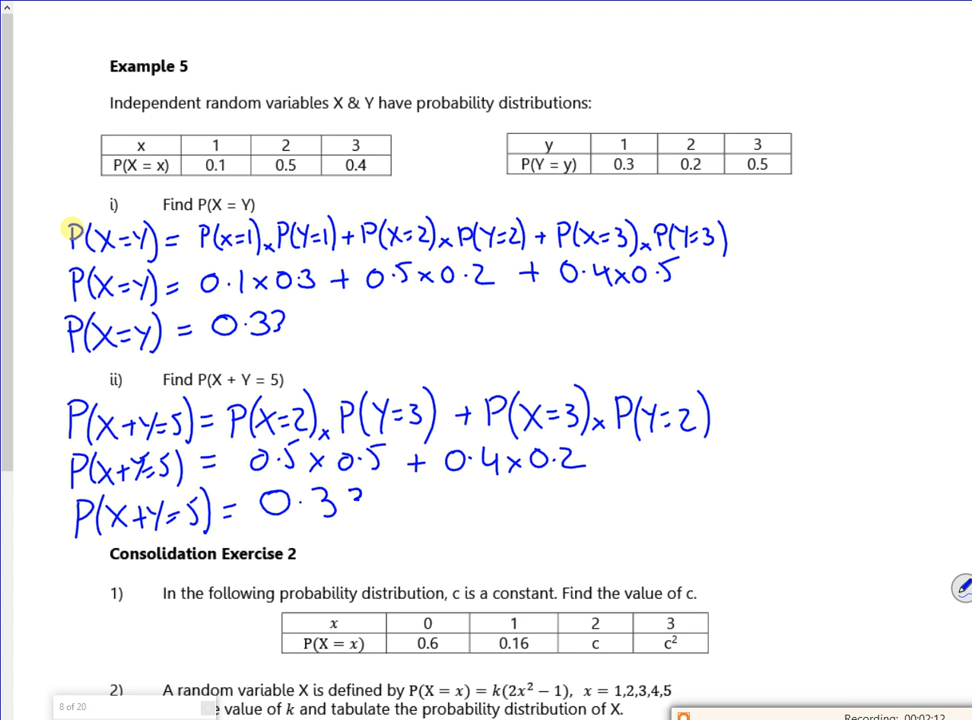 Example 5
Independent random variables X & Y have probability distributions:
x 1 2 3
P(X = x) 0.1 0.5 0.4
y 1 2 3
P(Y = y) 0.3 0.2 0.5
i) Find P(X = Y)
P(X=Y) = P(x=1)×P(Y=1)+P(X=2)×P(Y=2) + P(X=3)×P(Y=3)
P(X=Y) = 0.1×0.3 + 0.5×0.2 + 0.4×0.5
P(X=Y) = 0.33
ii) Find P(X + Y = 5)
P(X+Y=5) = P(X=2)×P(Y=3) + P(X=3)×P(Y=2)
P(X+Y=5) = 0.5×0.5 + 0.4×0.2
P(X+Y=5) = 0.3
Consolidation Exercise 2
1) In the following probability distribution, c is a constant. Find the value of c.
x 0 1 2 3
P(X = x) 0.6 0.16 c c²
2) A random variable X is defined by P(X = x) = k(2x² − 1), x = 1,2,3,4,5
value of k and tabulate the probability distribution of X.
8 of 20
Recording: 00:02:12